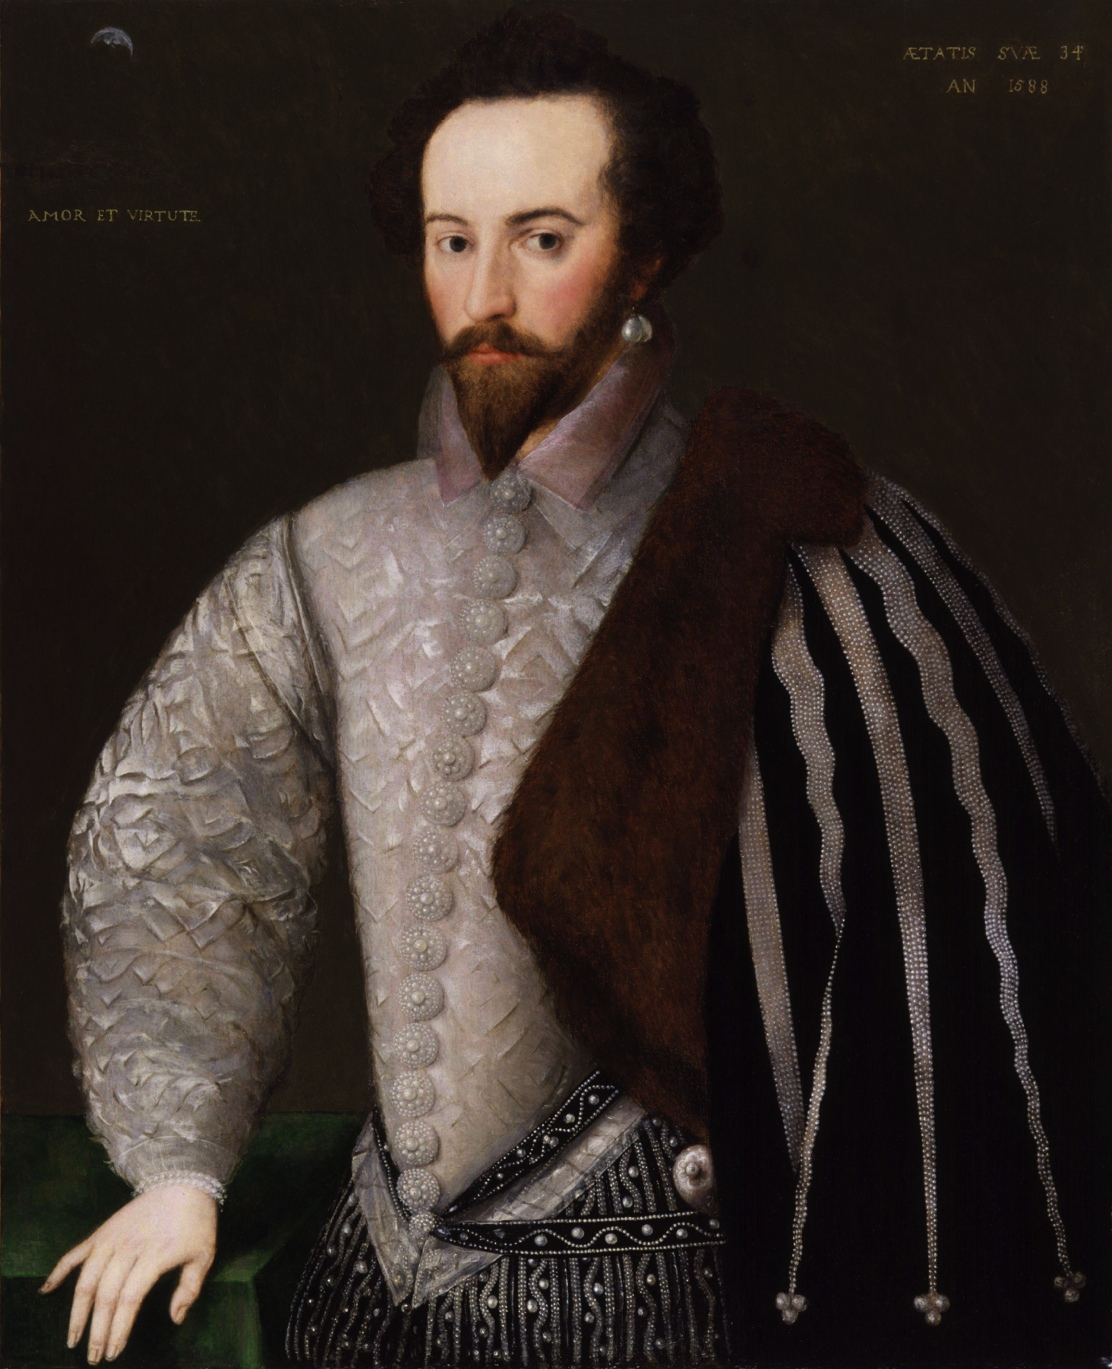 ÆTATIS SVÆ 34
AN 1588
AMOR ET VIRTUTE.